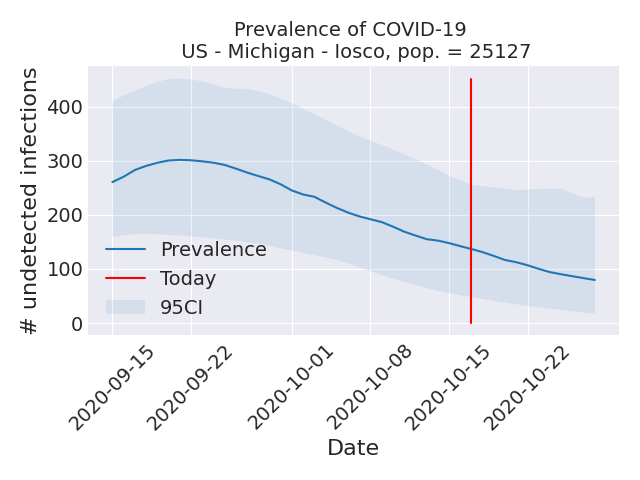 Prevalence of COVID-19
US - Michigan - Iosco, pop. = 25127
# undetected infections
400
300
200
100
0
Prevalence
Today
95CI
2020-09-15
2020-09-22
2020-10-01
2020-10-08
2020-10-15
2020-10-22
Date